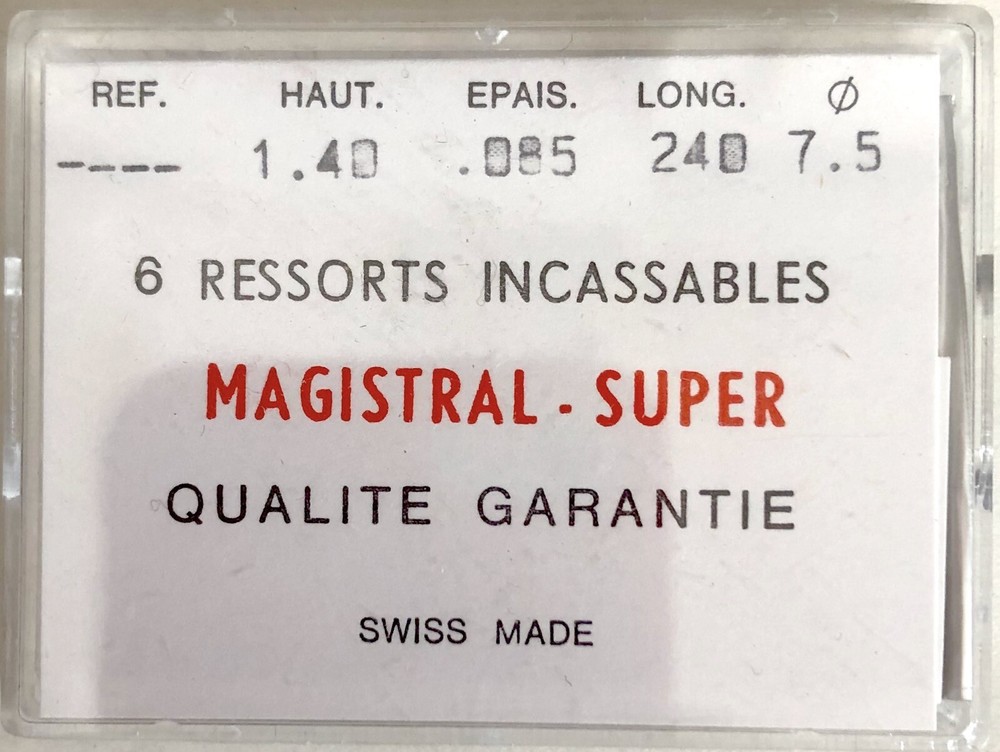 REF. HAUT. EPAIS. LONG. Ø
---- 1.40 .085 240 7.5
6 RESSORTS INCASSABLES
MAGISTRAL - SUPER
QUALITE GARANTIE
SWISS MADE